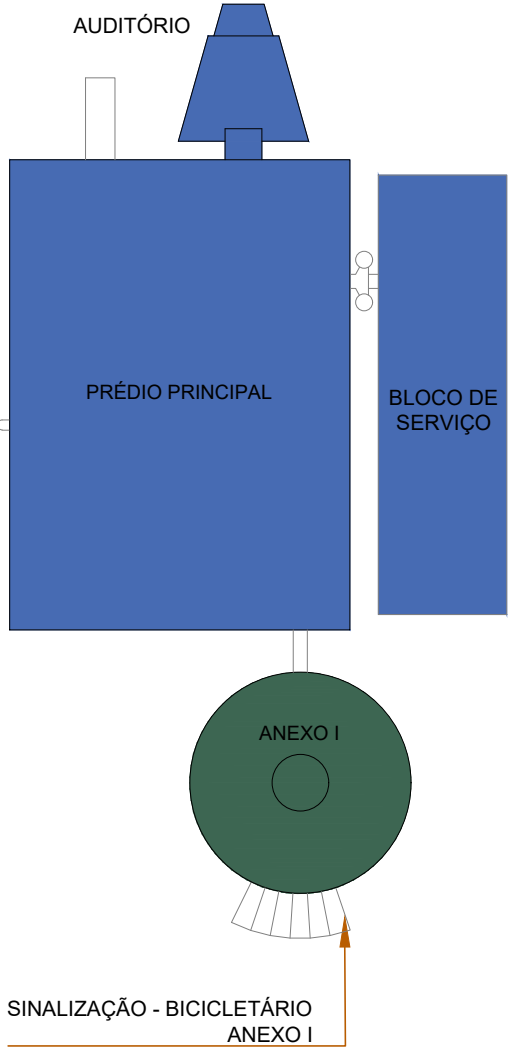 AUDITÓRIO
PRÉDIO PRINCIPAL
BLOCO DE
SERVIÇO
ANEXO I
SINALIZAÇÃO - BICICLETÁRIO
ANEXO I